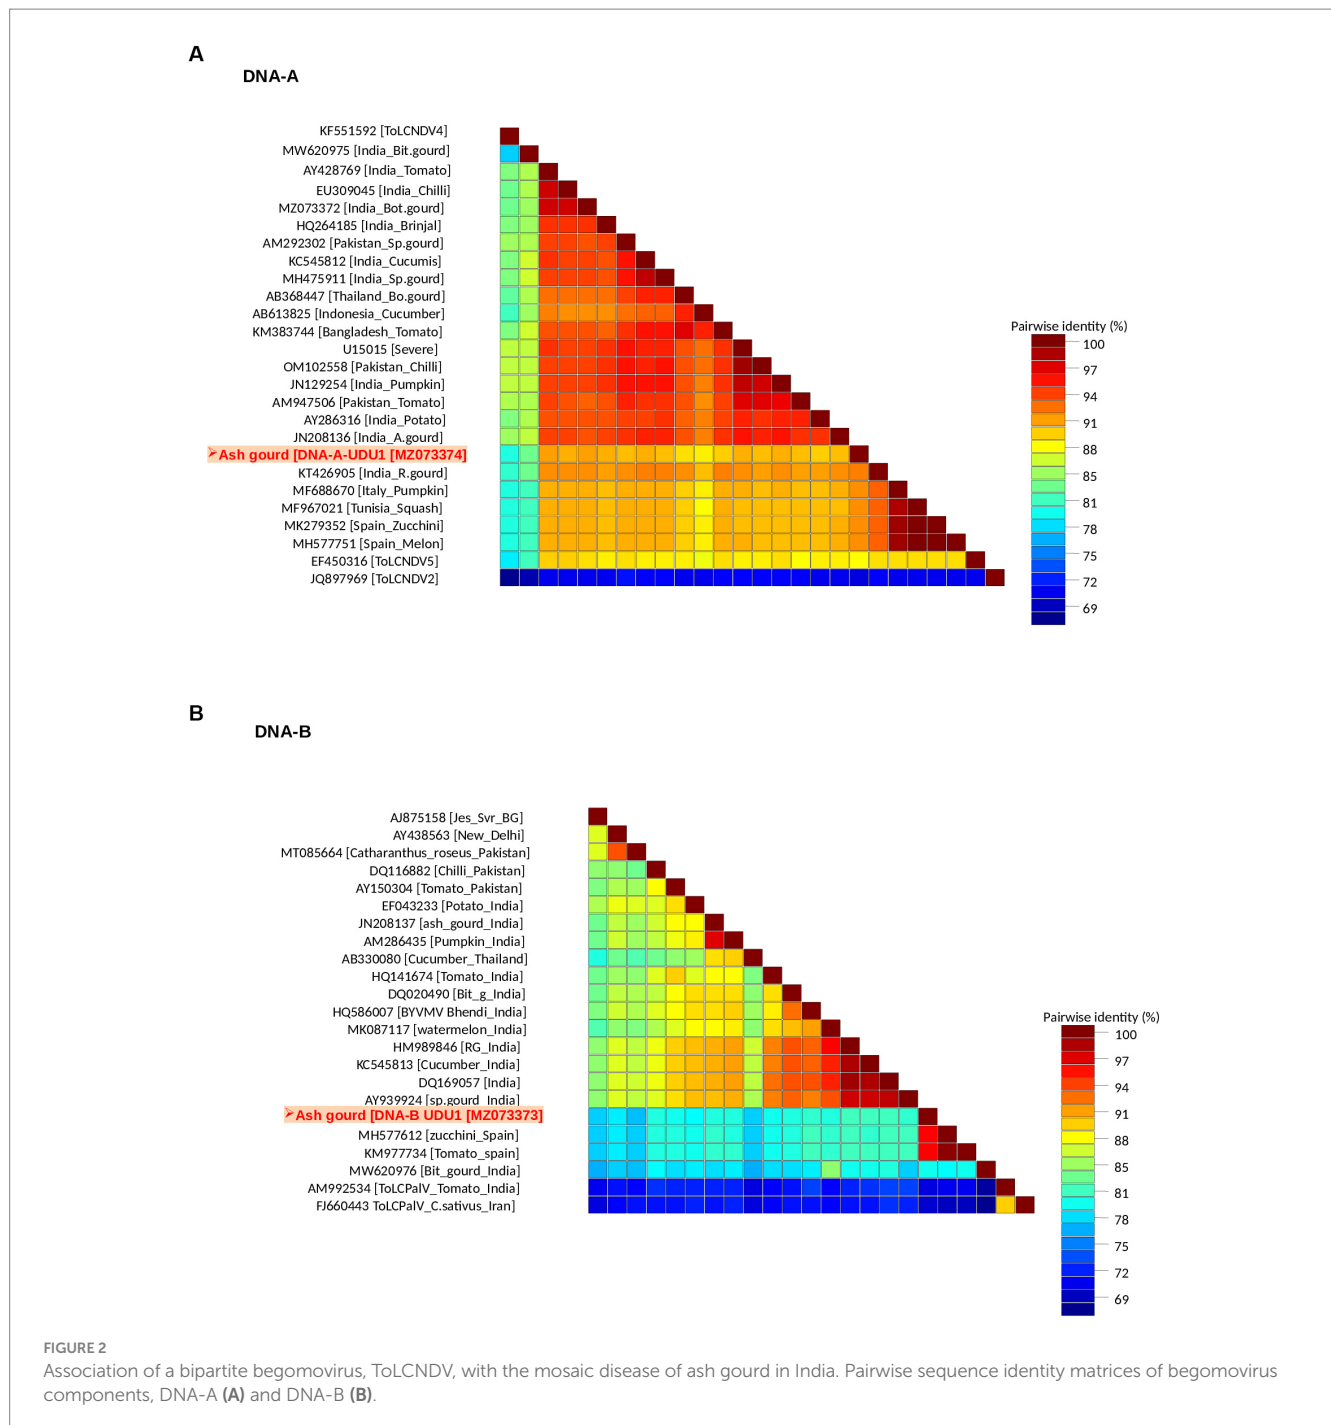 A
DNA-A
KF551592 [ToLCNDV4]
MW620975 [India_Bit.gourd]
AY428769 [India_Tomato]
EU309045 [India_Chilli]
MZ073372 [India_Bot.gourd]
HQ264185 [India_Brinjal]
AM292302 [Pakistan_Sp.gourd]
KC545812 [India_Cucumis]
MH475911 [India_Sp.gourd]
AB368447 [Thailand_Bo.gourd]
AB613825 [Indonesia_Cucumber]
KM383744 [Bangladesh_Tomato]
U15015 [Severe]
OM102558 [Pakistan_Chilli]
JN129254 [India_Pumpkin]
AM947506 [Pakistan_Tomato]
AY286316 [India_Potato]
JN208136 [India_A.gourd]
➢Ash gourd [DNA-A-UDU1 [MZ073374]
KT426905 [India_R.gourd]
MF688670 [Italy_Pumpkin]
MF967021 [Tunisia_Squash]
MK279352 [Spain_Zucchini]
MH577751 [Spain_Melon]
EF450316 [ToLCNDV5]
JQ897969 [ToLCNDV2]
Pairwise identity (%)
100
97
94
91
88
85
81
78
75
72
69
B
DNA-B
AJ875158 [Jes_Svr_BG]
AY438563 [New_Delhi]
MT085664 [Catharanthus_roseus_Pakistan]
DQ116882 [Chilli_Pakistan]
AY150304 [Tomato_Pakistan]
EF043233 [Potato_India]
JN208137 [ash_gourd_India]
AM286435 [Pumpkin_India]
AB330080 [Cucumber_Thailand]
HQ141674 [Tomato_India]
DQ020490 [Bit_g_India]
HQ586007 [BYVMV Bhendi_India]
MK087117 [watermelon_India]
HM989846 [RG_India]
KC545813 [Cucumber_India]
DQ169057 [India]
AY939924 [sp.gourd_India]
➢Ash gourd [DNA-B UDU1 [MZ073373]
MH577612 [zucchini_Spain]
KM977734 [Tomato_spain]
MW620976 [Bit_gourd_India]
AM992534 [ToLCPalV_Tomato_India]
FJ660443 ToLCPalV_C.sativus_Iran]
Pairwise identity (%)
100
97
94
91
88
85
81
78
75
72
69
FIGURE 2
Association of a bipartite begomovirus, ToLCNDV, with the mosaic disease of ash gourd in India. Pairwise sequence identity matrices of begomovirus
components, DNA-A (A) and DNA-B (B).